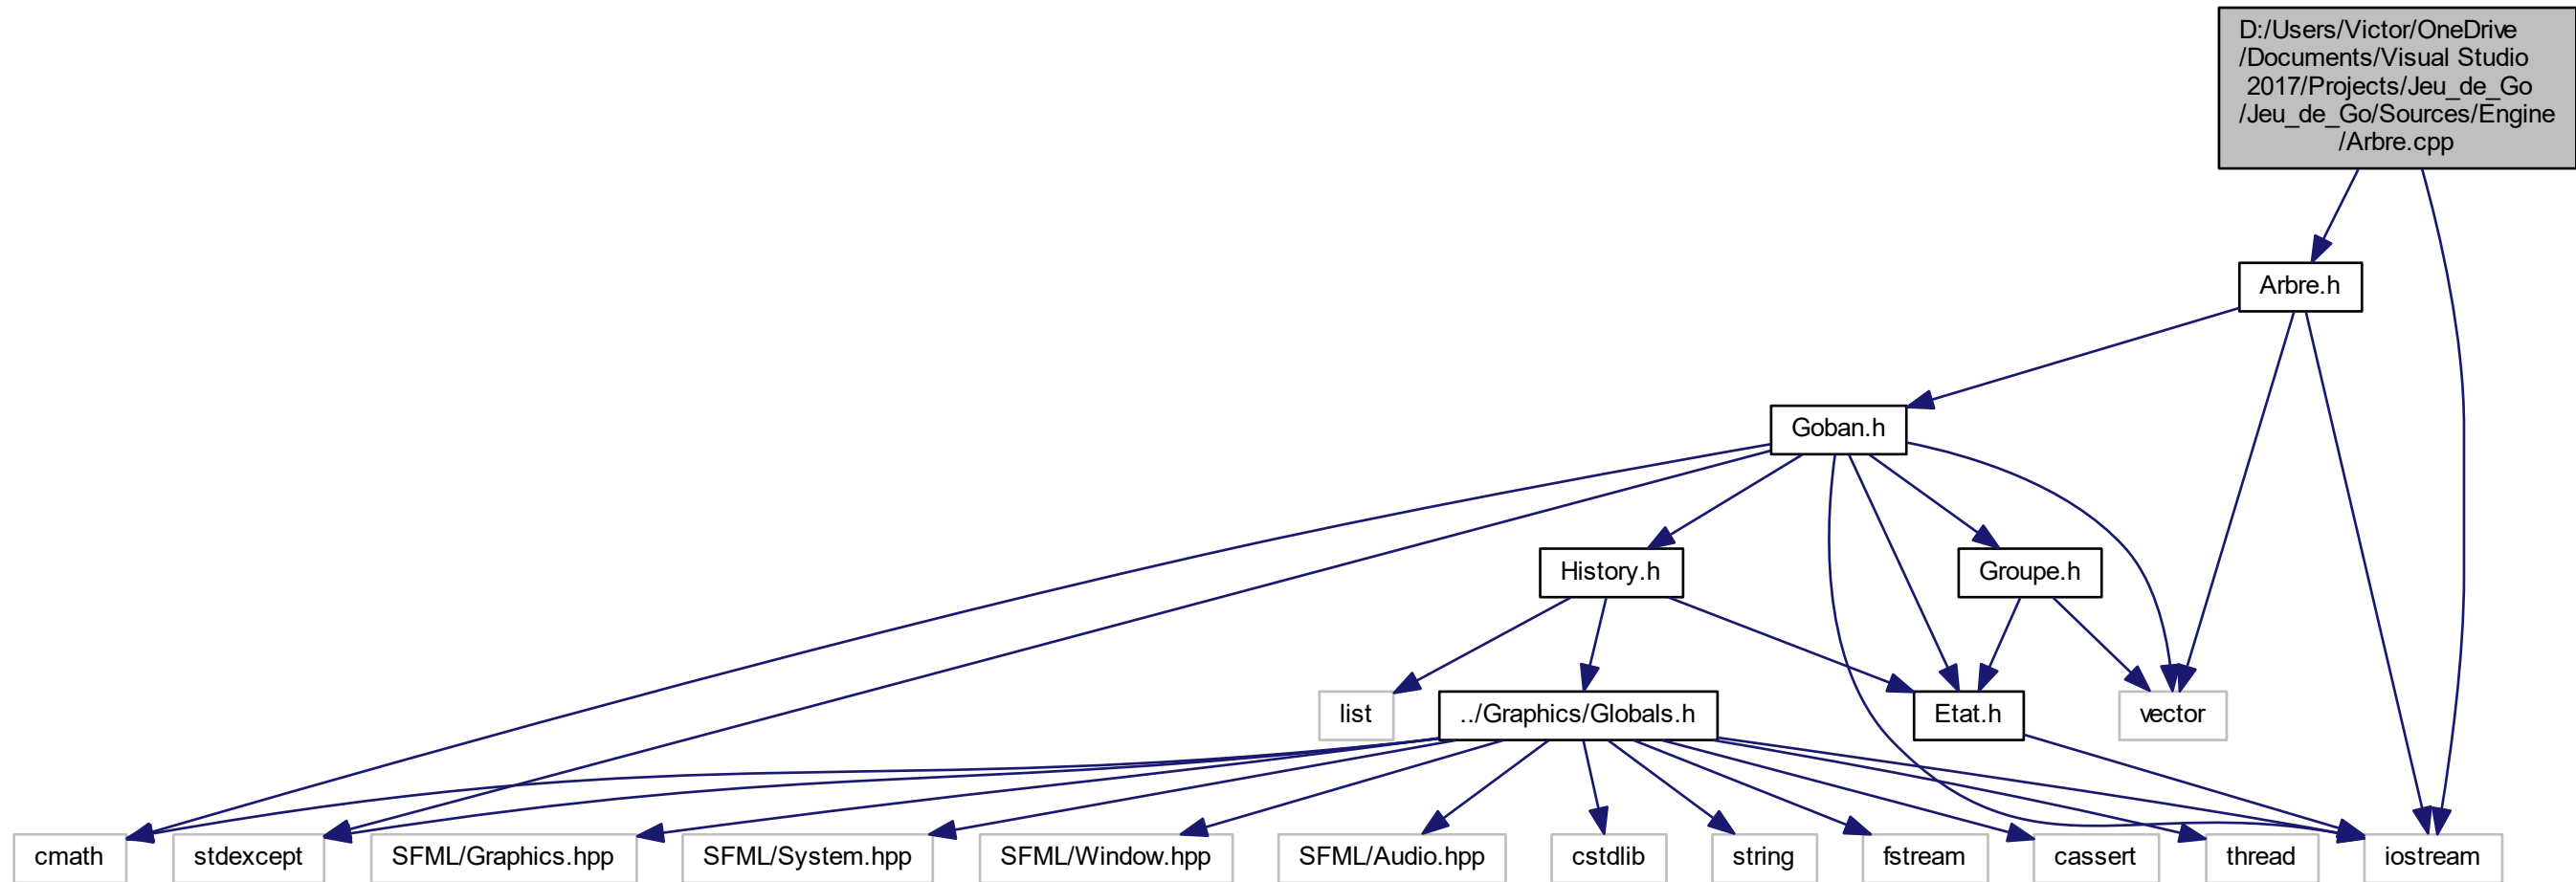 D:/Users/Victor/OneDrive
/Documents/Visual Studio
2017/Projects/Jeu_de_Go
/Jeu_de_Go/Sources/Engine
/Arbre.cpp
Arbre.h
Goban.h
History.h
Groupe.h
list
../Graphics/Globals.h
Etat.h
vector
cmath
stdexcept
SFML/Graphics.hpp
SFML/System.hpp
SFML/Window.hpp
SFML/Audio.hpp
cstdlib
string
fstream
cassert
thread
iostream